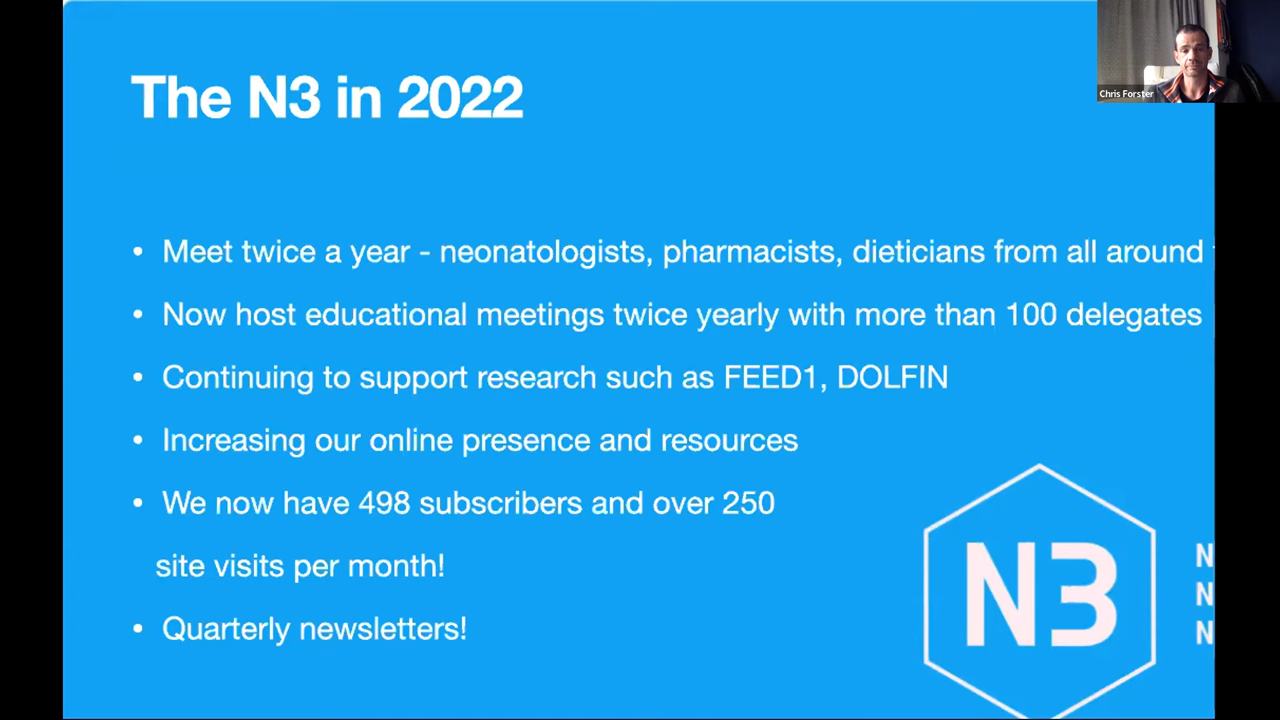 The N3 in 2022
Chris Forster
• Meet twice a year - neonatologists, pharmacists, dieticians from all around
• Now host educational meetings twice yearly with more than 100 delegates
• Continuing to support research such as FEED1, DOLFIN
• Increasing our online presence and resources
• We now have 498 subscribers and over 250
site visits per month!
• Quarterly newsletters!
N3
N
N
N